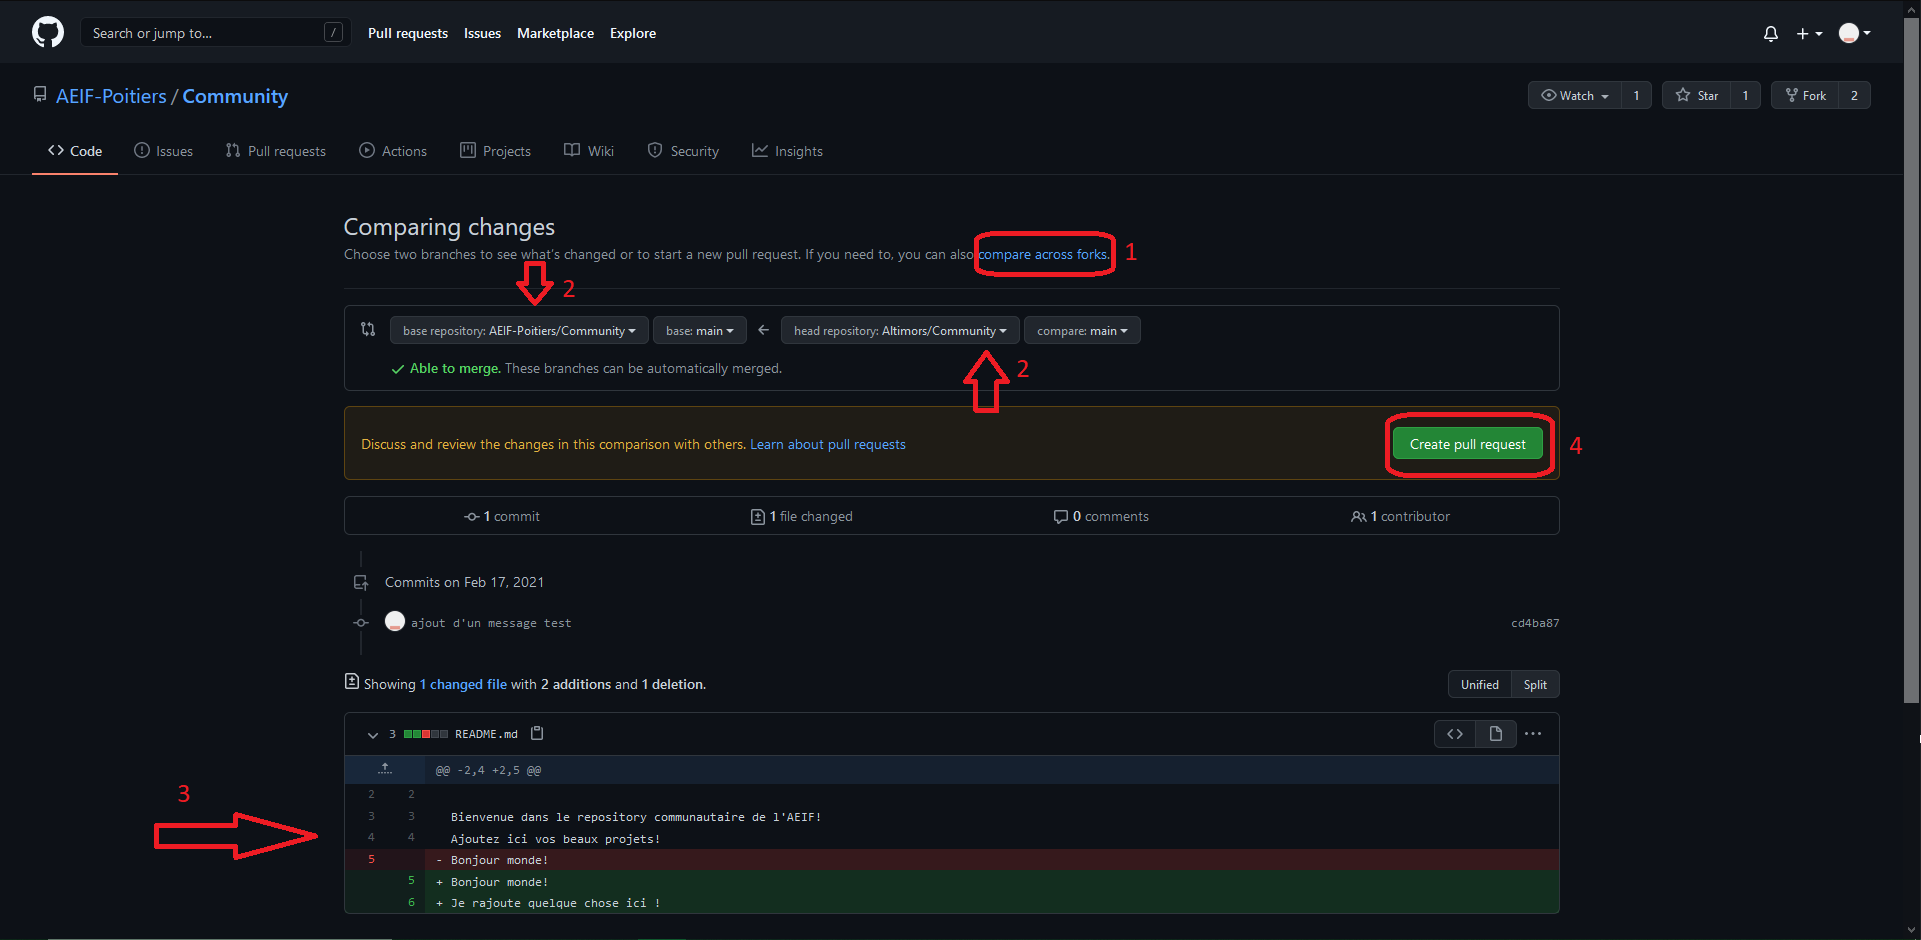 Search or jump to... /
Pull requests Issues Marketplace Explore
AEIF-Poitiers / Community
Watch 1 Star 1 Fork 2
Code Issues Pull requests Actions Projects Wiki Security Insights
Comparing changes
Choose two branches to see what's changed or to start a new pull request. If you need to, you can also compare across forks. 1
2
base repository: AEIF-Poitiers/Community base: main head repository: Altimors/Community compare: main
Able to merge. These branches can be automatically merged.
2
Discuss and review the changes in this comparison with others. Learn about pull requests
Create pull request 4
1 commit 1 file changed 0 comments 1 contributor
Commits on Feb 17, 2021
ajout d'un message test cd4ba87
Showing 1 changed file with 2 additions and 1 deletion.
Unified Split
3 README.md
@@ -2,4 +2,5 @@
2 2
3
3 3 Bienvenue dans le repository communautaire de l'AEIF!
4 4 Ajoutez ici vos beaux projets!
5 - Bonjour monde!
5 + Bonjour monde!
6 + Je rajoute quelque chose ici !